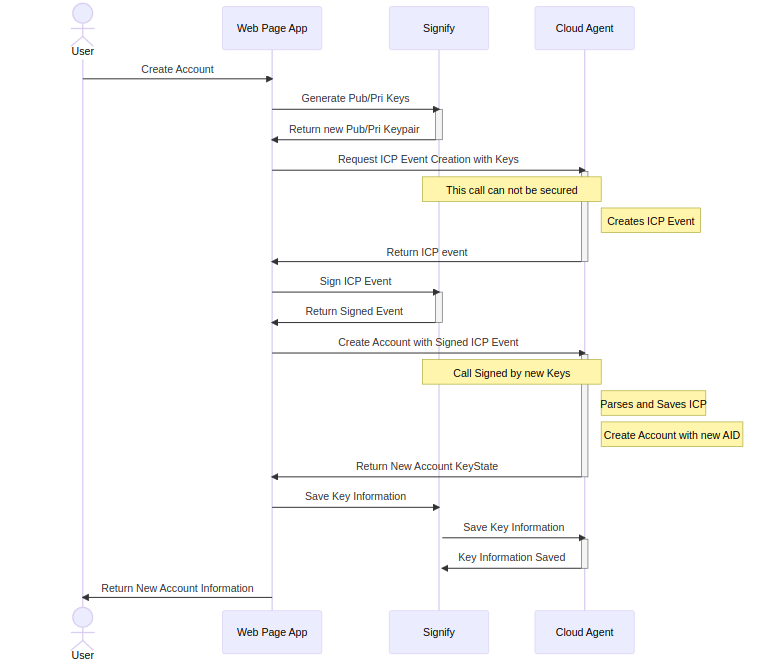 User
Web Page App
Signify
Cloud Agent
Create Account
Generate Pub/Pri Keys
Return new Pub/Pri Keypair
Request ICP Event Creation with Keys
This call can not be secured
Creates ICP Event
Return ICP event
Sign ICP Event
Return Signed Event
Create Account with Signed ICP Event
Call Signed by new Keys
Parses and Saves ICP
Create Account with new AID
Return New Account KeyState
Save Key Information
Save Key Information
Key Information Saved
Return New Account Information
User
Web Page App
Signify
Cloud Agent